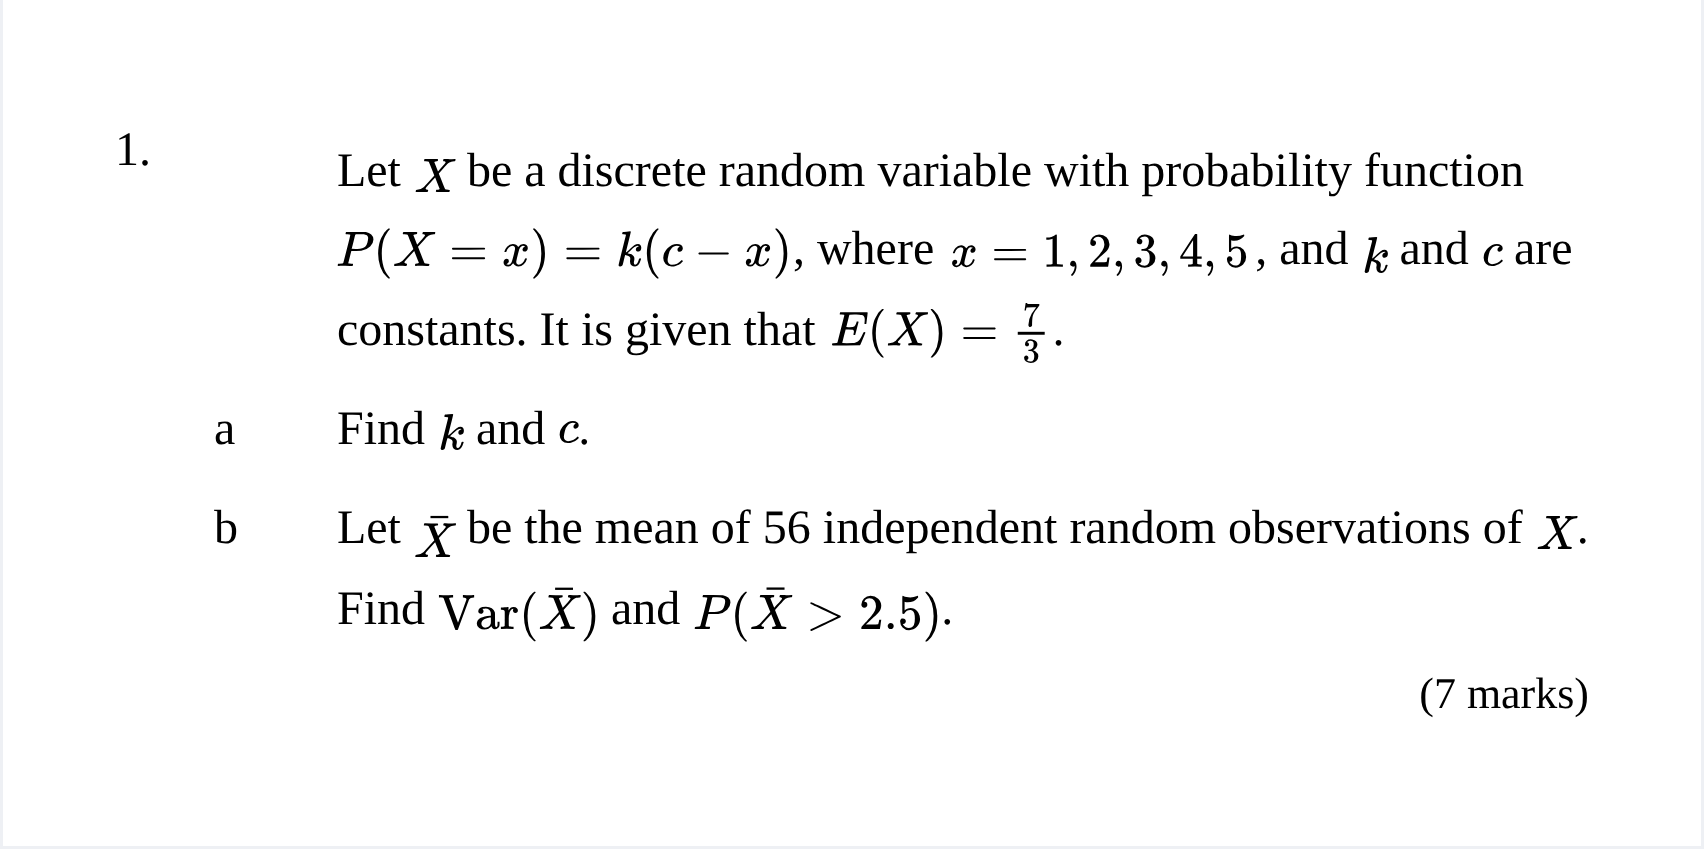 1. Let X be a discrete random variable with probability function
P(X = x) = k(c − x), where x = 1, 2, 3, 4, 5, and k and c are
constants. It is given that E(X) = 7/3.
a Find k and c.
b Let X̄ be the mean of 56 independent random observations of X.
Find Var(X̄) and P(X̄ > 2.5).
(7 marks)